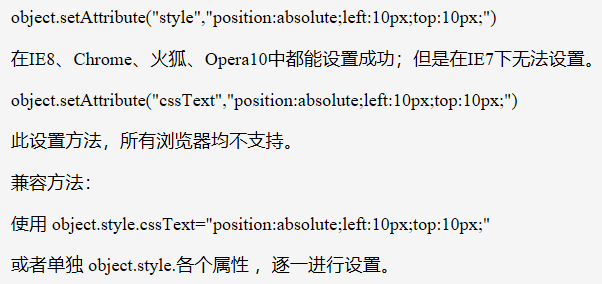 object.setAttribute("style","position:absolute;left:10px;top:10px;")
在IE8、Chrome、火狐、Opera10中都能设置成功；但是在IE7下无法设置。
object.setAttribute("cssText","position:absolute;left:10px;top:10px;")
此设置方法，所有浏览器均不支持。
兼容方法：
使用 object.style.cssText="position:absolute;left:10px;top:10px;"
或者单独 object.style.各个属性 ，逐一进行设置。